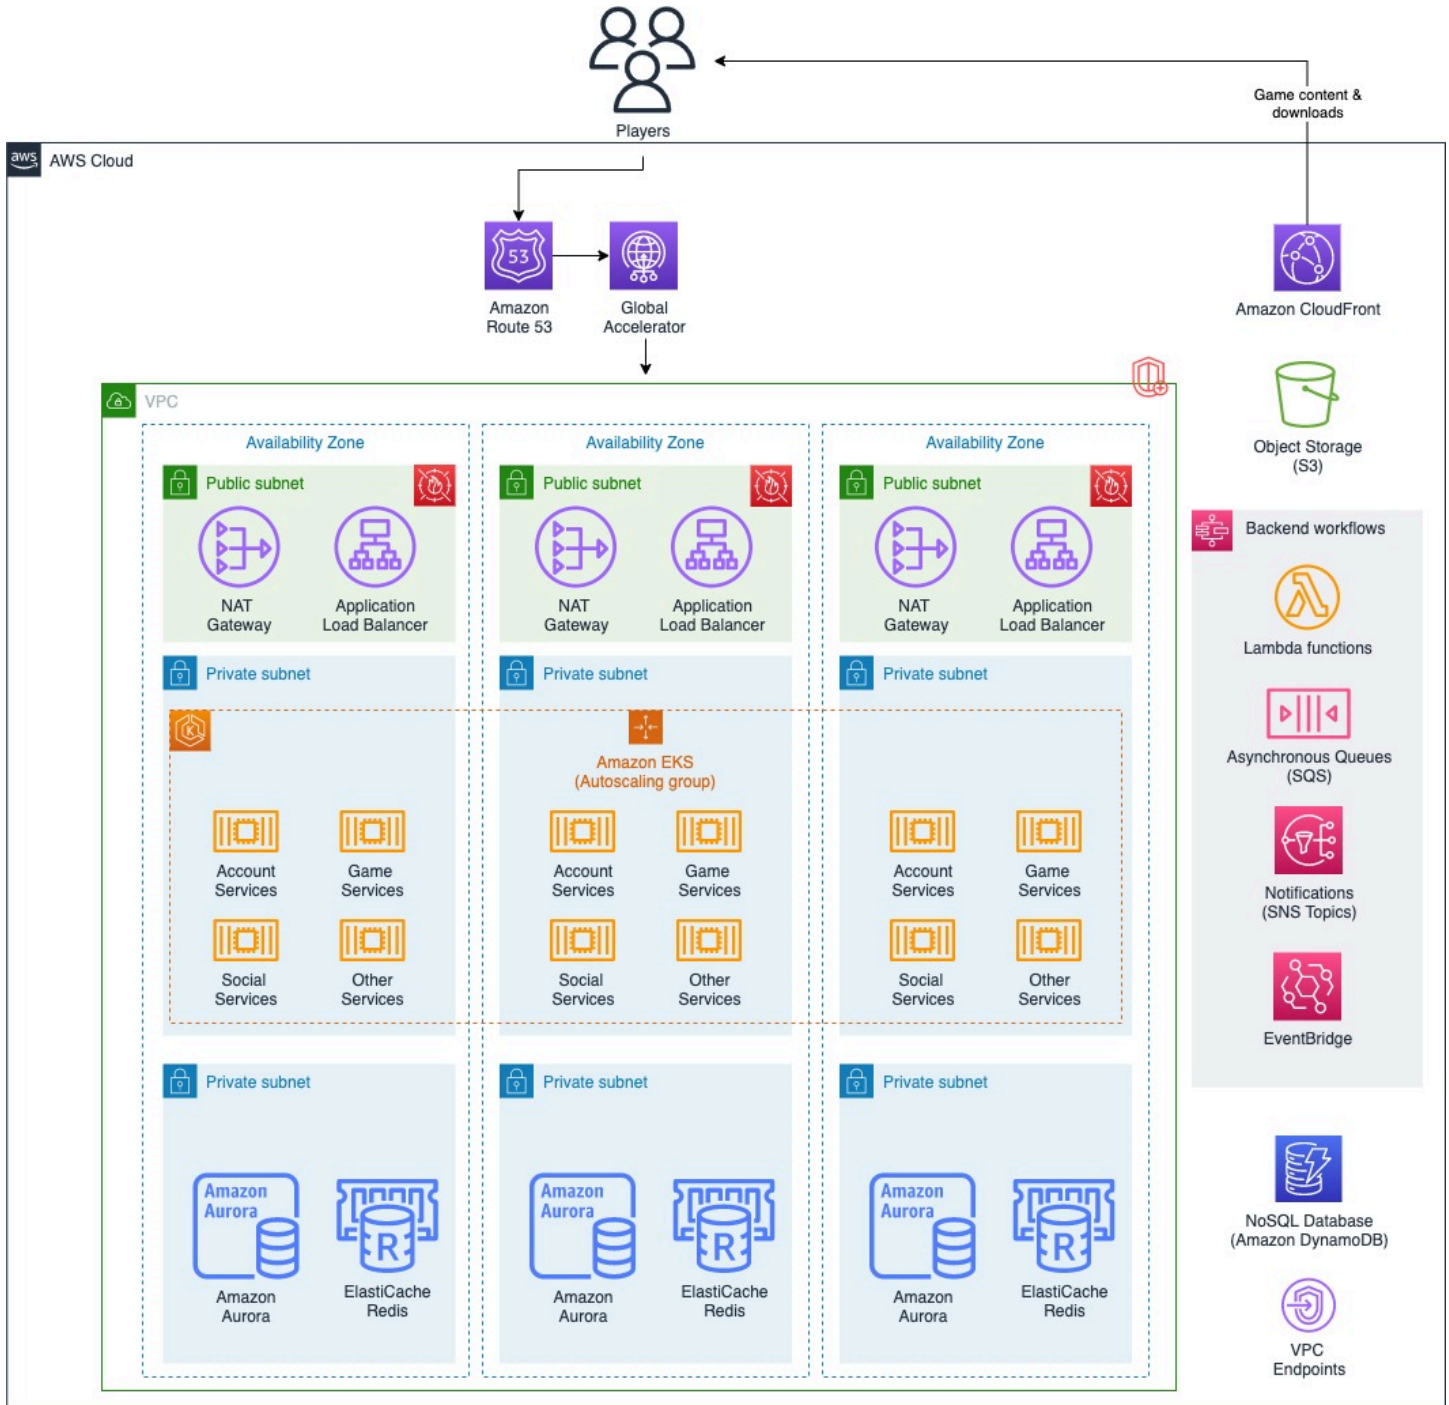 Players
Game content &
downloads
aws
AWS Cloud
53
Amazon
Route 53
Global
Accelerator
Amazon CloudFront
VPC
Object Storage
(S3)
Availability Zone
Availability Zone
Availability Zone
Public subnet
Public subnet
Public subnet
NAT
Gateway
Application
Load Balancer
NAT
Gateway
Application
Load Balancer
NAT
Gateway
Application
Load Balancer
Private subnet
Private subnet
Private subnet
K
Amazon EKS
(Autoscaling group)
Account
Services
Game
Services
Account
Services
Game
Services
Account
Services
Game
Services
Social
Services
Other
Services
Social
Services
Other
Services
Social
Services
Other
Services
Private subnet
Private subnet
Private subnet
Amazon
Aurora
R
Amazon
Aurora
R
Amazon
Aurora
R
Amazon
Aurora
ElastiCache
Redis
Amazon
Aurora
ElastiCache
Redis
Amazon
Aurora
ElastiCache
Redis
Backend workflows
Lambda functions
Asynchronous Queues
(SQS)
Notifications
(SNS Topics)
EventBridge
NoSQL Database
(Amazon DynamoDB)
VPC
Endpoints